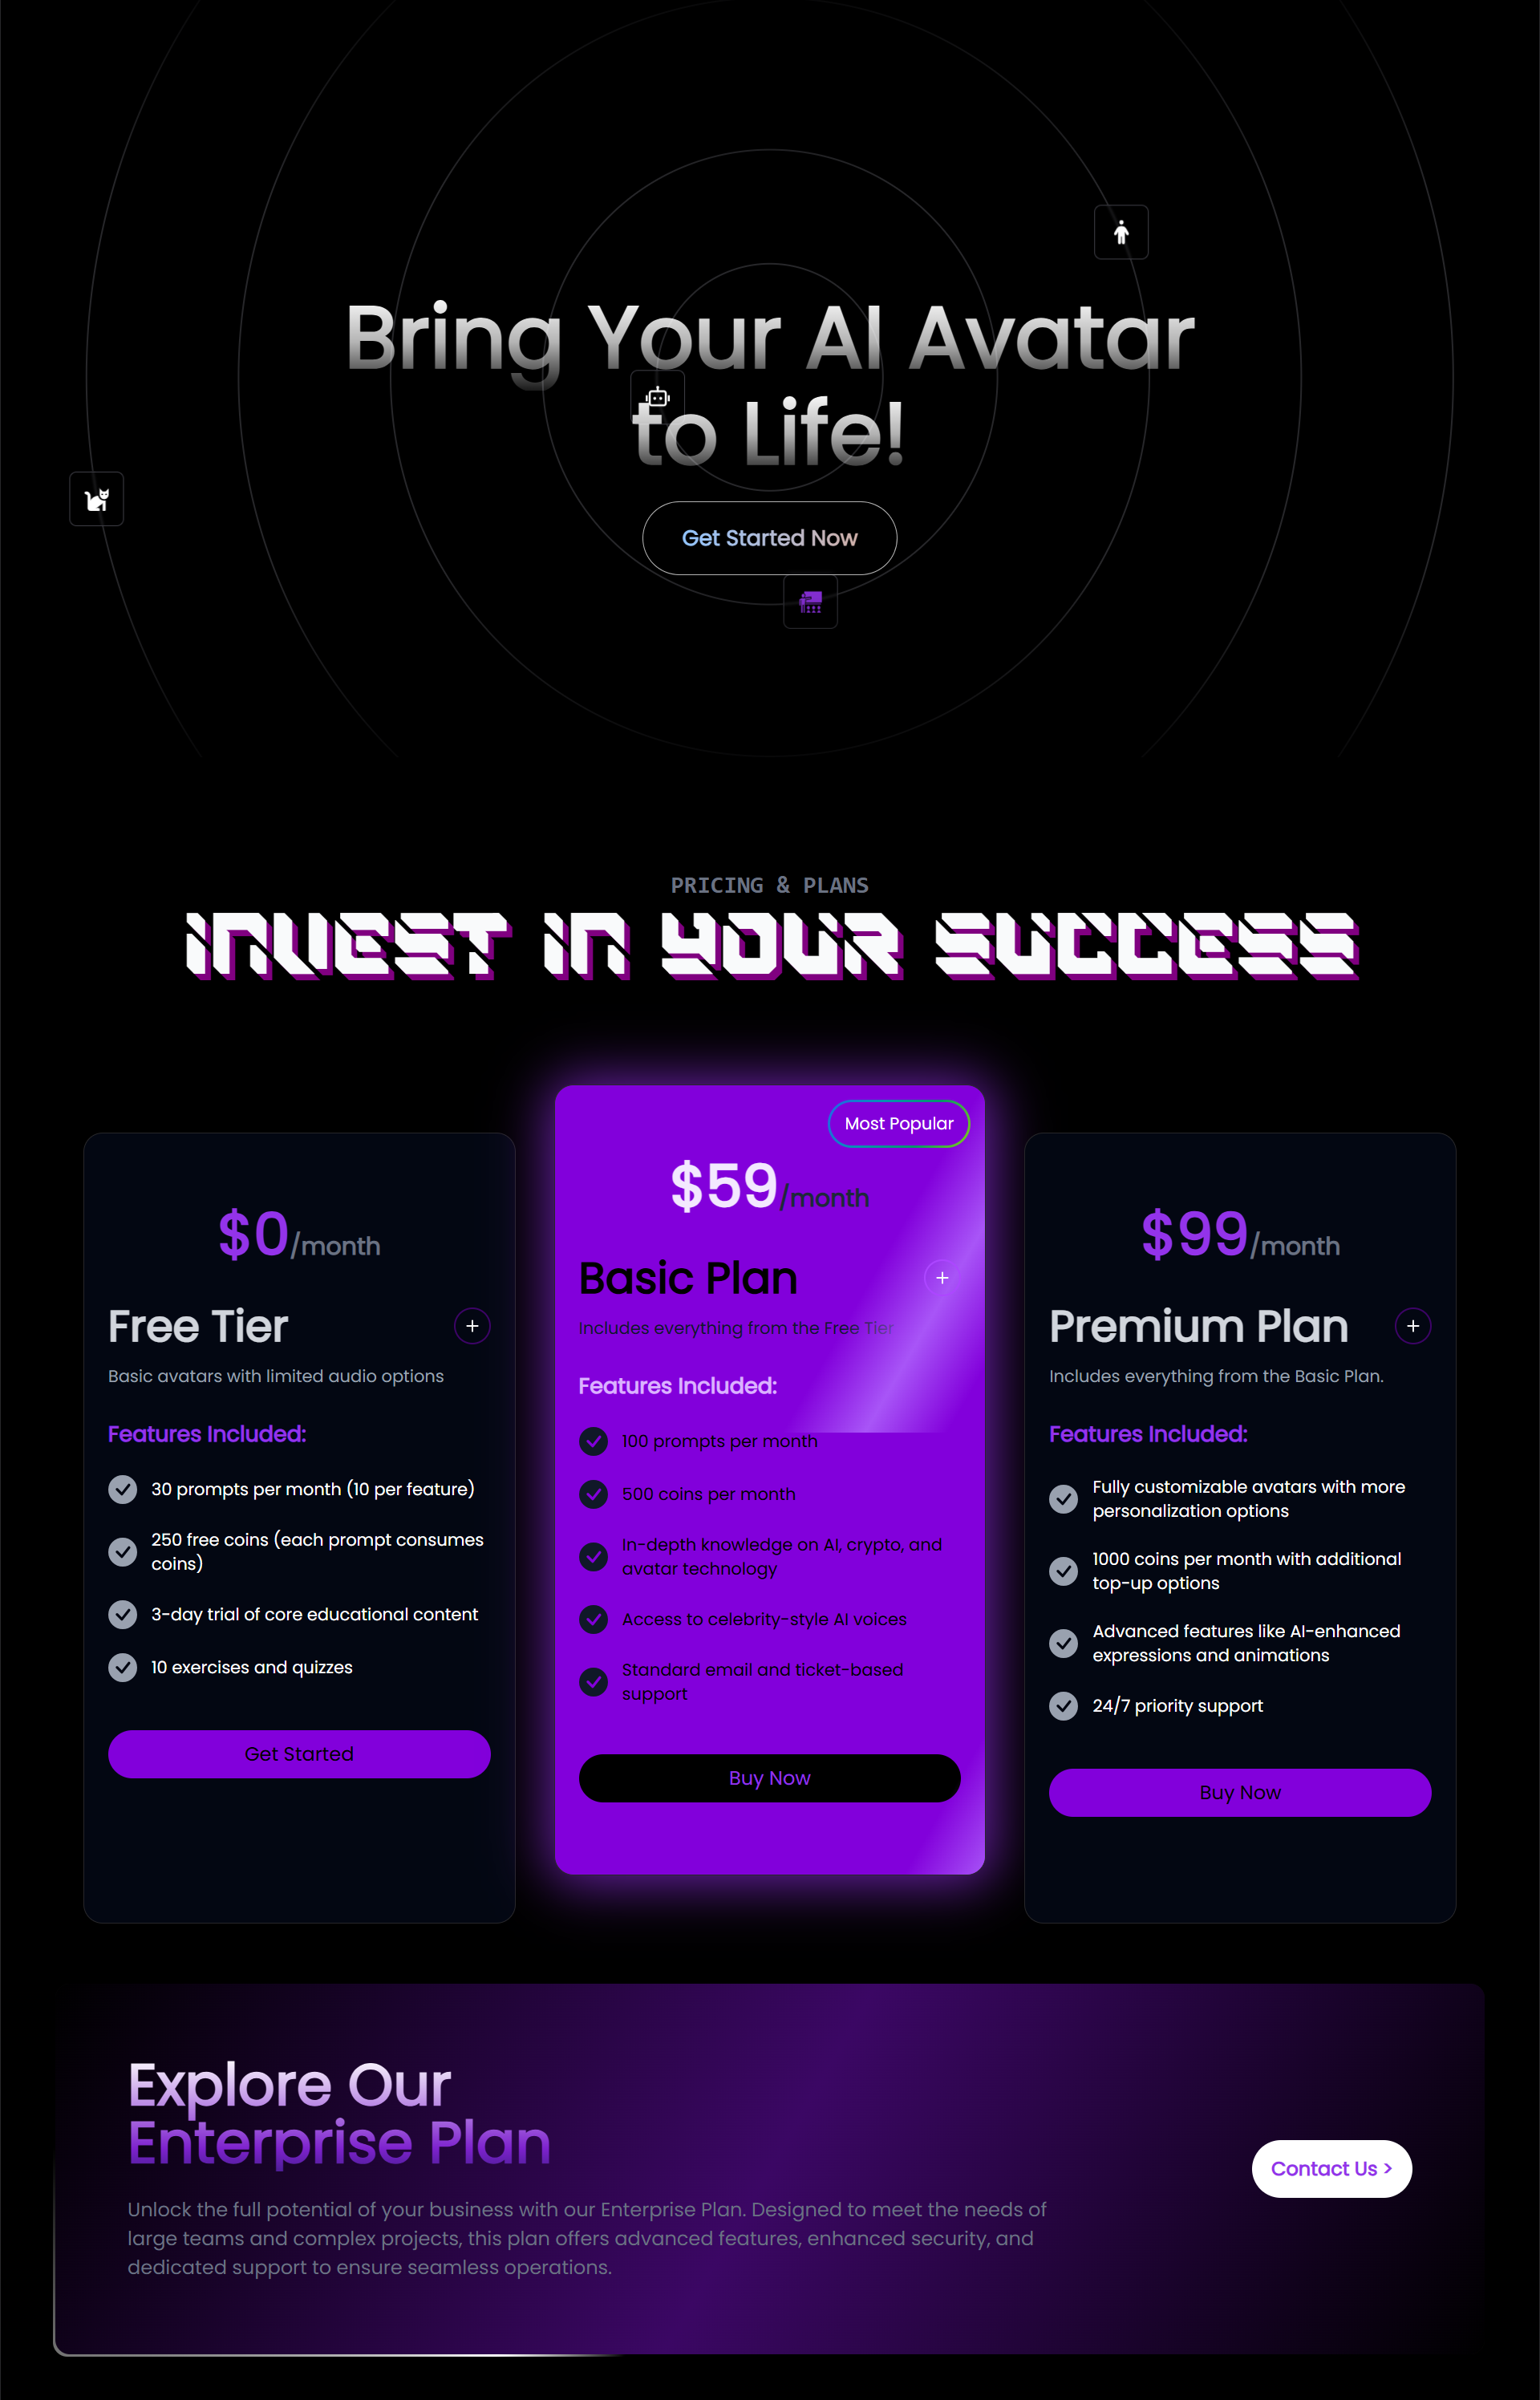 Bring Your AI Avatar
to Life!
Get Started Now
PRICING & PLANS
INVEST IN YOUR SUCCESS
$0/month
Free Tier
Basic avatars with limited audio options
Features Included:
30 prompts per month (10 per feature)
250 free coins (each prompt consumes
coins)
3-day trial of core educational content
10 exercises and quizzes
Get Started
Most Popular
$59/month
Basic Plan
Includes everything from the Free Tier
Features Included:
100 prompts per month
500 coins per month
In-depth knowledge on AI, crypto, and
avatar technology
Access to celebrity-style AI voices
Standard email and ticket-based
support
Buy Now
$99/month
Premium Plan
Includes everything from the Basic Plan.
Features Included:
Fully customizable avatars with more
personalization options
1000 coins per month with additional
top-up options
Advanced features like AI-enhanced
expressions and animations
24/7 priority support
Buy Now
Explore Our
Enterprise Plan
Unlock the full potential of your business with our Enterprise Plan. Designed to meet the needs of
large teams and complex projects, this plan offers advanced features, enhanced security, and
dedicated support to ensure seamless operations.
Contact Us >